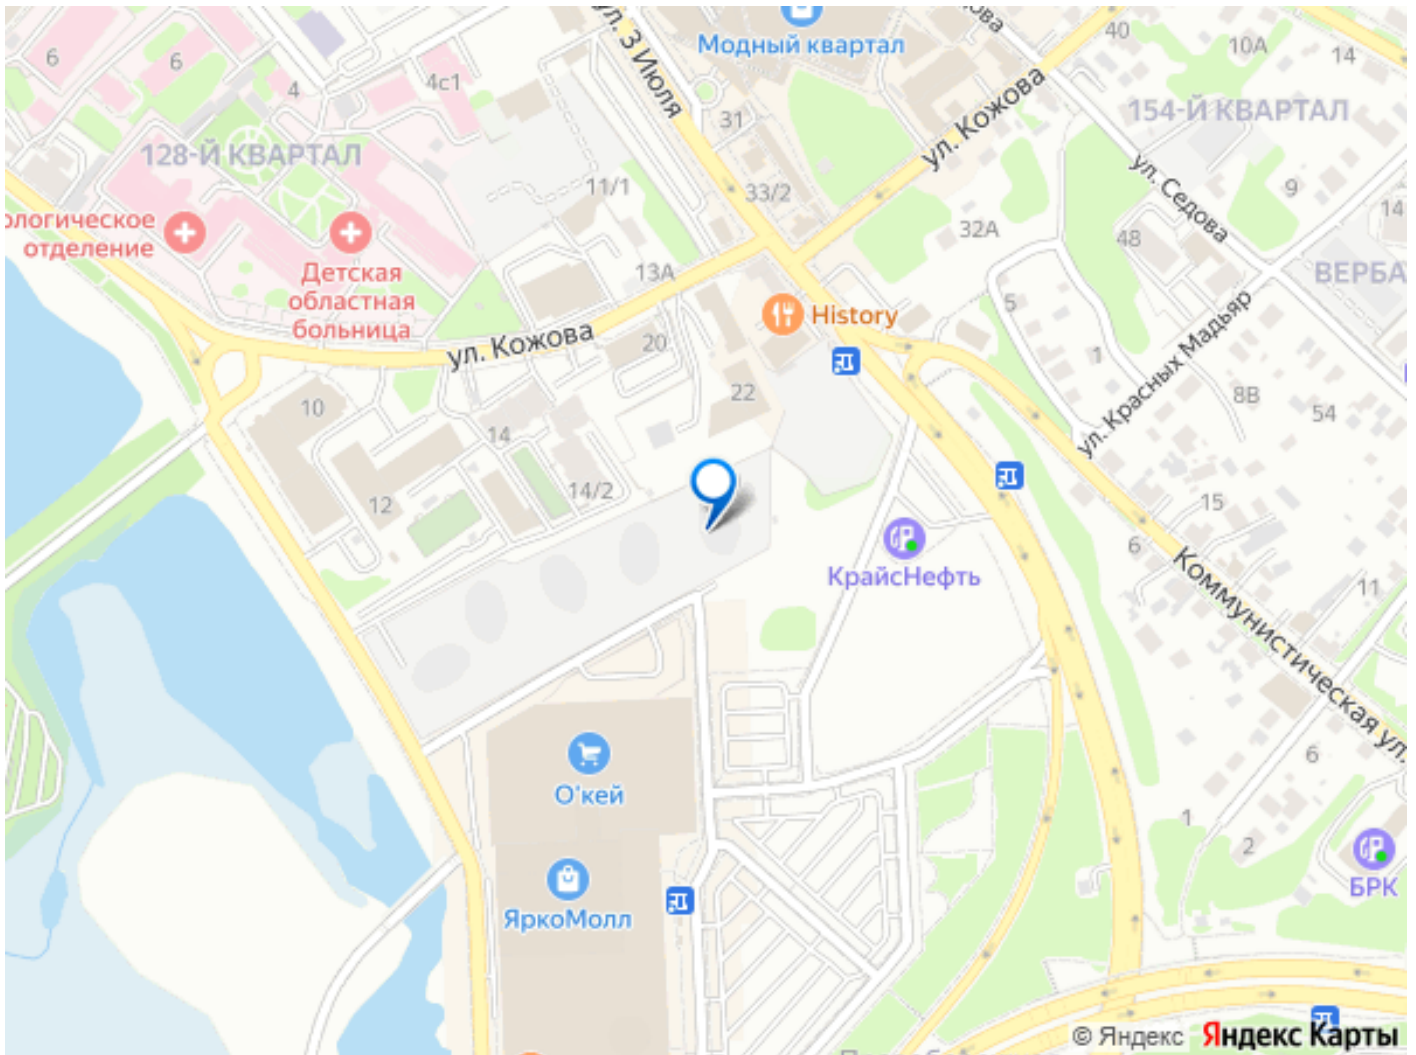 Модный квартал
40
10А
14
6
6
4
4с1
ул. 3 Июля
31
ул. Кожова
154-Й КВАРТАЛ
128-Й КВАРТАЛ
11/1
33/2
ул. Седова
9
14
ологическое
отделение
Детская
областная
больница
13А
32А
48
ВЕРБА
5
History
ул. Кожова
20
22
1
ул. Красных Мадьяр
8В
54
10
14
12
14/2
15
6
КрайсНефть
11
Коммунистическая ул.
О'кей
6
1
2
БРК
ЯркоМолл
© Яндекс Яндекс Карты